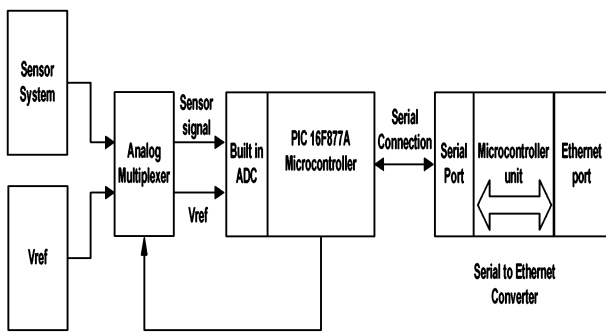 Sensor
System
Vref
Analog
Multiplexer
Sensor
signal
Vref
Built in
ADC
PIC 16F877A
Microcontroller
Serial
Connection
Serial
Port
Microcontroller
unit
Ethernet
port
Serial to Ethernet
Converter